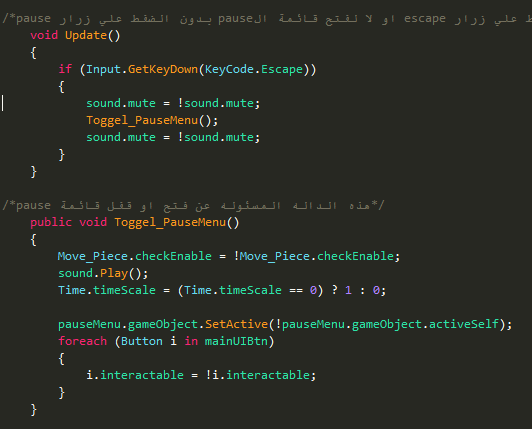 علي زرار escape او لا لفتح قائمة الpause بدون الضغط علي زرار pause/*
void Update()
{
if (Input.GetKeyDown(KeyCode.Escape))
{
sound.mute = !sound.mute;
Toggel_PauseMenu();
sound.mute = !sound.mute;
}
}
/*هذه الداله المسئوله عن فتح او قفل قائمة pause*/
public void Toggel_PauseMenu()
{
Move_Piece.checkEnable = !Move_Piece.checkEnable;
sound.Play();
Time.timeScale = (Time.timeScale == 0) ? 1 : 0;
pauseMenu.gameObject.SetActive(!pauseMenu.gameObject.activeSelf);
foreach (Button i in mainUIBtn)
{
i.interactable = !i.interactable;
}
}